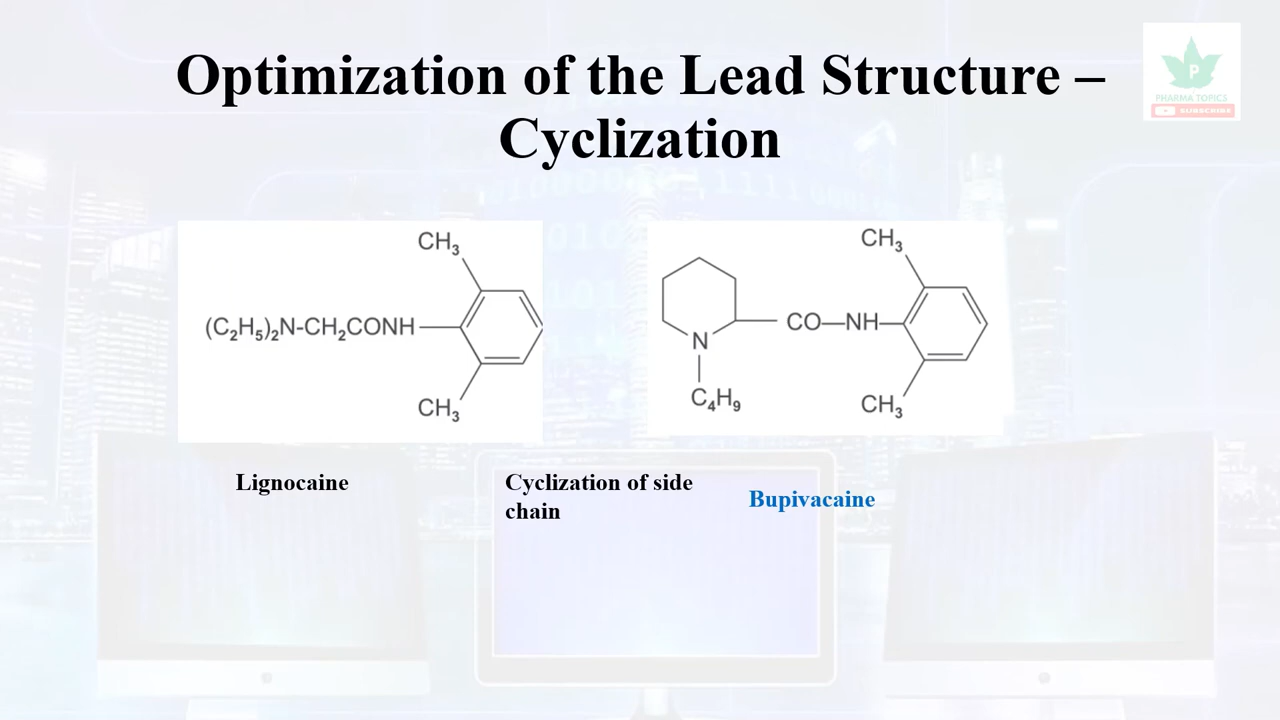 Optimization of the Lead Structure –
Cyclization
P
PHARMA TOPICS
SUBSCRIBE
CH₃
(C₂H₅)₂N-CH₂CONH
CH₃
CH₃
CO—NH
N
C₄H₉
CH₃
Lignocaine
Cyclization of side
chain
Bupivacaine